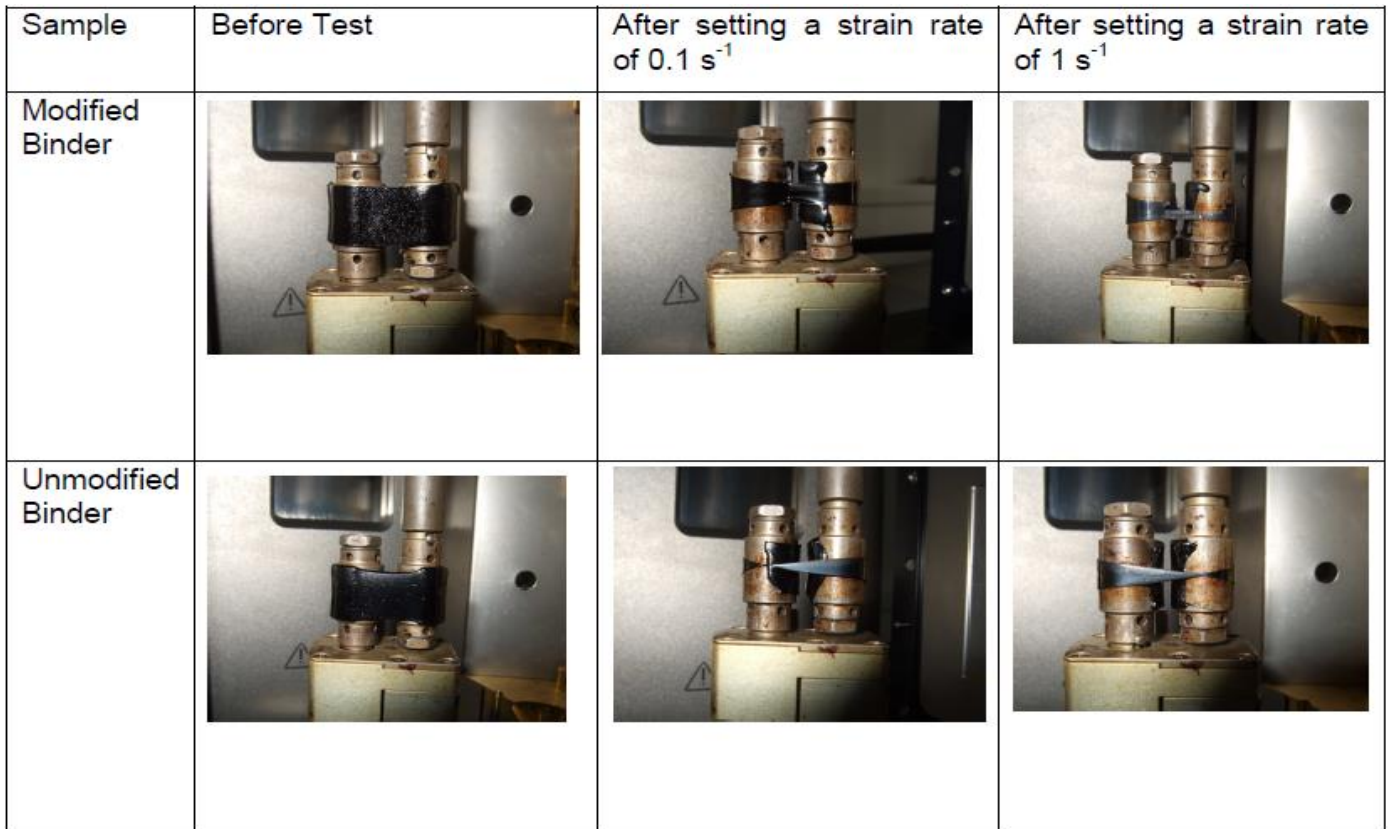 Sample
Before Test
After setting a strain rate
of 0.1 s⁻¹
After setting a strain rate
of 1 s⁻¹
Modified
Binder
Unmodified
Binder